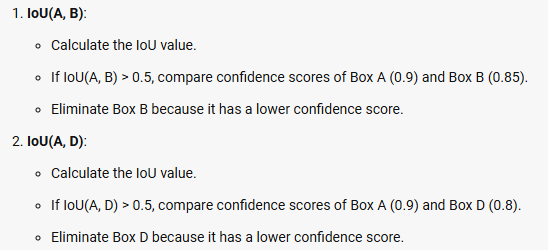 1. IoU(A, B):
○ Calculate the IoU value.
○ If IoU(A, B) > 0.5, compare confidence scores of Box A (0.9) and Box B (0.85).
○ Eliminate Box B because it has a lower confidence score.
2. IoU(A, D):
○ Calculate the IoU value.
○ If IoU(A, D) > 0.5, compare confidence scores of Box A (0.9) and Box D (0.8).
○ Eliminate Box D because it has a lower confidence score.